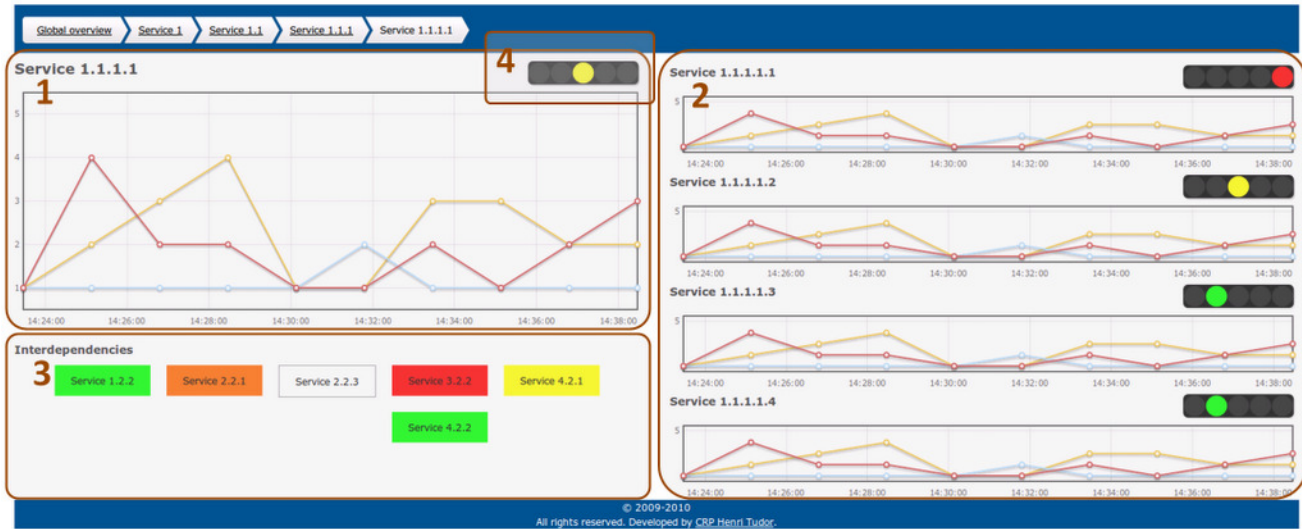 Global overview Service 1 Service 1.1 Service 1.1.1 Service 1.1.1.1
Service 1.1.1.1
1
4
5
4
3
2
1
14:24:00 14:26:00 14:28:00 14:30:00 14:32:00 14:34:00 14:36:00 14:38:00
Interdependencies
3
Service 1.2.2 Service 2.2.1 Service 2.2.3 Service 3.2.2 Service 4.2.1
Service 4.2.2
Service 1.1.1.1.1
2
5
14:24:00 14:26:00 14:28:00 14:30:00 14:32:00 14:34:00 14:36:00 14:38:00
Service 1.1.1.1.2
5
14:24:00 14:26:00 14:28:00 14:30:00 14:32:00 14:34:00 14:36:00 14:38:00
Service 1.1.1.1.3
5
14:24:00 14:26:00 14:28:00 14:30:00 14:32:00 14:34:00 14:36:00 14:38:00
Service 1.1.1.1.4
5
14:24:00 14:26:00 14:28:00 14:30:00 14:32:00 14:34:00 14:36:00 14:38:00
© 2009-2010
All rights reserved. Developed by CRP Henri Tudor.